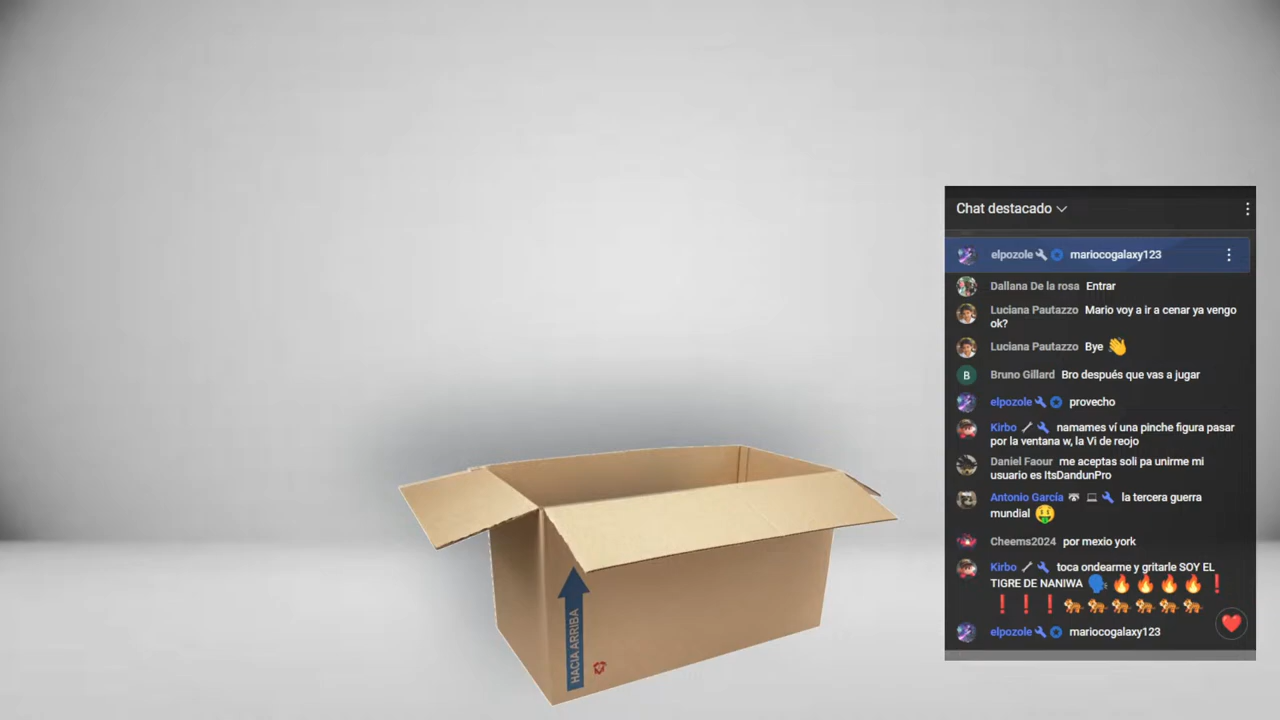 Chat destacado
elpozole mariocogalaxy123
Dallana De la rosa Entrar
Luciana Pautazzo Mario voy a ir a cenar ya vengo
ok?
Luciana Pautazzo Bye 👋
B Bruno Gillard Bro después que vas a jugar
elpozole provecho
Kirbo namames ví una pinche figura pasar
por la ventana w, la Vi de reojo
Daniel Faour me aceptas soli pa unirme mi
usuario es ItsDandunPro
Antonio García la tercera guerra
mundial 🤑
Cheems2024 por mexio york
Kirbo toca ondearme y gritarle SOY EL
TIGRE DE NANIWA 🗣️🔥🔥🔥🔥❗
❗❗❗🐅🐅🐅🐅🐅🐅
elpozole mariocogalaxy123
HACIA ARRIBA